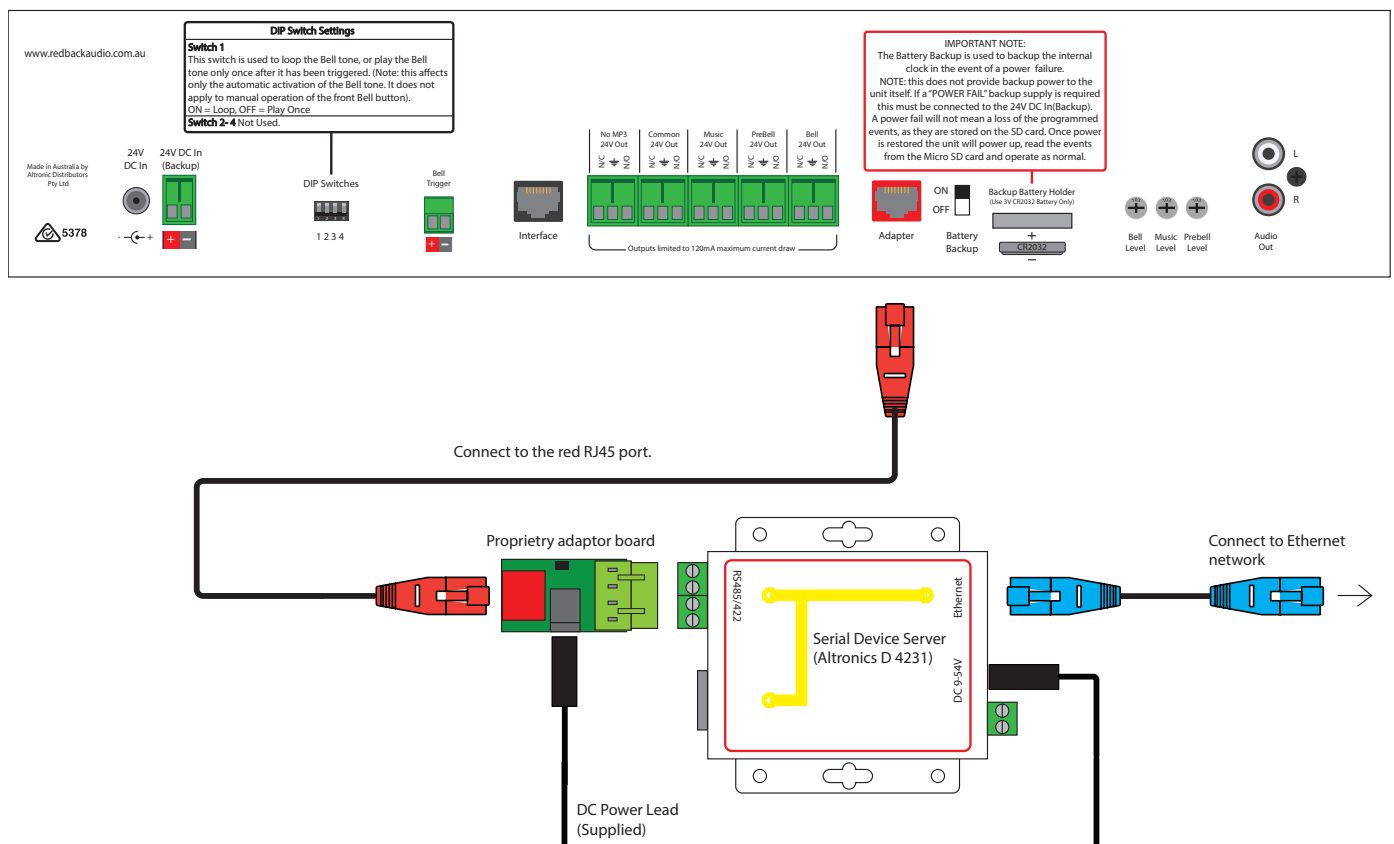 DIP Switch Settings
Switch 1
This switch is used to loop the Bell tone, or play the Bell
tone only once after it has been triggered. (Note: this affects
only the automatic activation of the Bell tone. It does not
apply to manual operation of the front Bell button).
ON = Loop, OFF = Play Once
Switch 2- 4 Not Used.
www.redbackaudio.com.au
IMPORTANT NOTE:
The Battery Backup is used to backup the internal
clock in the event of a power failure.
NOTE: this does not provide backup power to the
unit itself. If a "POWER FAIL" backup supply is required
this must be connected to the 24V DC In(Backup).
A power fail will not mean a loss of the programmed
events, as they are stored on the SD card. Once power
is restored the unit will power up, read the events
from the Micro SD card and operate as normal.
Made in Australia by
Altronic Distributors
Pty Ltd
5378
24V
DC In
- +
24V DC In
(Backup)
+ -
DIP Switches
1 2 3 4
1 2 3 4
Bell
Trigger
+ -
Interface
No MP3
24V Out
N/C N/O
Common
24V Out
N/C N/O
Music
24V Out
N/C N/O
PreBell
24V Out
N/C N/O
Bell
24V Out
N/C N/O
Outputs limited to 120mA maximum current draw
Adapter
ON
OFF
Battery
Backup
Backup Battery Holder
(Use 3V CR2032 Battery Only)
+
CR2032
-
Bell
Level
Music
Level
Prebell
Level
L
R
Audio
Out
Connect to the red RJ45 port.
Proprietry adaptor board
RS485/422
Ethernet
Serial Device Server
(Altronics D 4231)
DC 9-54V
Connect to Ethernet
network
DC Power Lead
(Supplied)